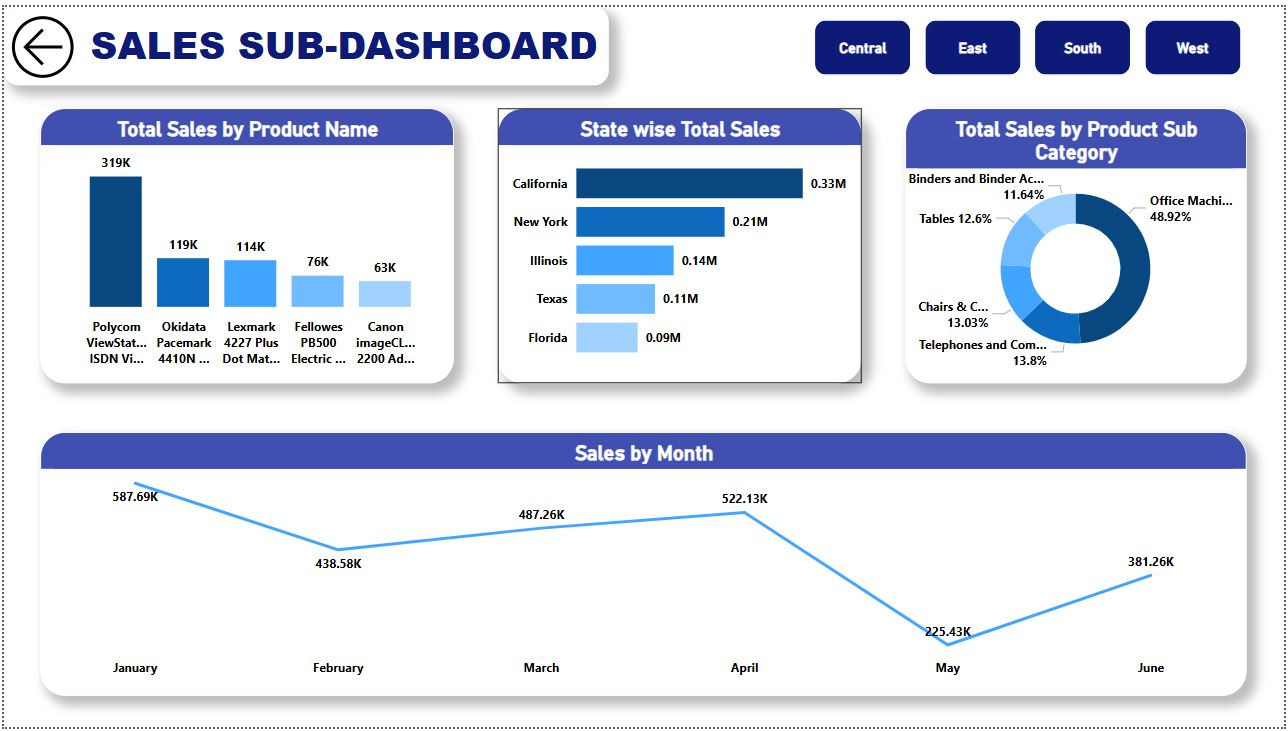 SALES SUB-DASHBOARD
Central
East
South
West
Total Sales by Product Name
319K
119K
114K
76K
63K
Polycom
ViewStat...
ISDN Vi...
Okidata
Pacemark
4410N ...
Lexmark
4227 Plus
Dot Mat...
Fellowes
PB500
Electric ...
Canon
imageCL...
2200 Ad...
State wise Total Sales
California
0.33M
New York
0.21M
Illinois
0.14M
Texas
0.11M
Florida
0.09M
Total Sales by Product Sub
Category
Binders and Binder Ac...
11.64%
Office Machi...
48.92%
Tables 12.6%
Chairs & C...
13.03%
Telephones and Com...
13.8%
Sales by Month
587.69K
438.58K
487.26K
522.13K
225.43K
381.26K
January
February
March
April
May
June